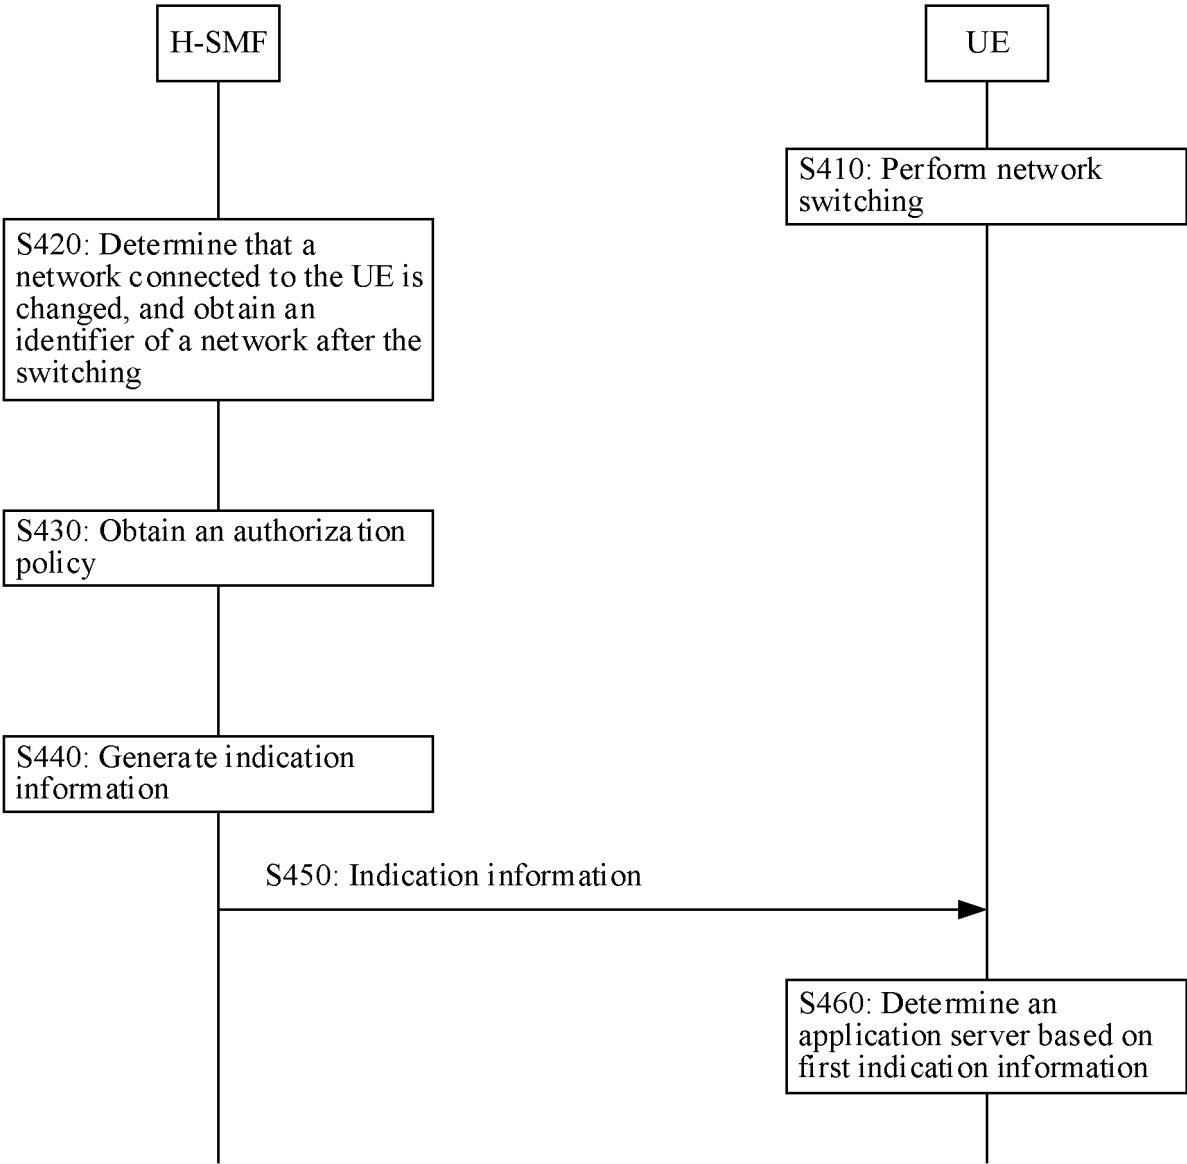 H-SMF
UE
S410: Perform network
switching
S420: Determine that a
network connected to the UE is
changed, and obtain an
identifier of a network after the
switching
S430: Obtain an authorization
policy
S440: Generate indication
information
S450: Indication information
S460: Determine an
application server based on
first indication information